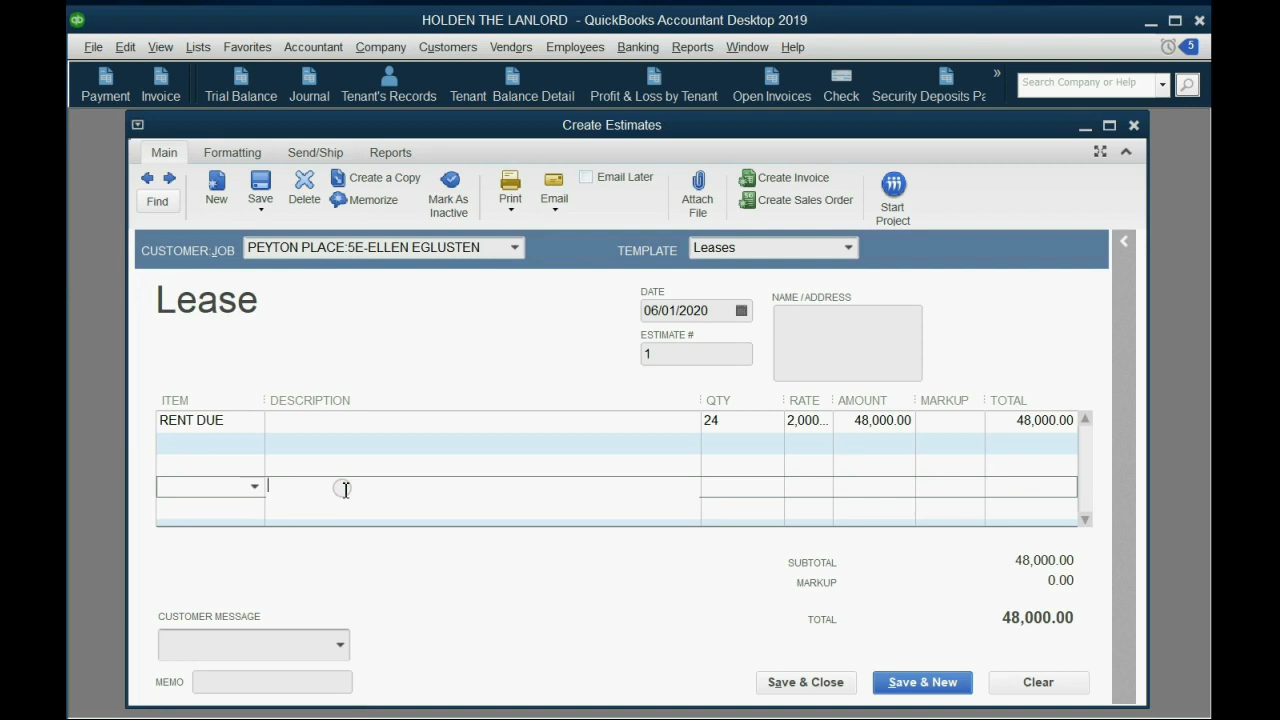 qb
HOLDEN THE LANLORD - QuickBooks Accountant Desktop 2019
File Edit View Lists Favorites Accountant Company Customers Vendors Employees Banking Reports Window Help
5
Payment Invoice Trial Balance Journal Tenant's Records Tenant Balance Detail Profit & Loss by Tenant Open Invoices Check Security Deposits Pa
»
Search Company or Help
Create Estimates
Main Formatting Send/Ship Reports
Find
New
Save
Delete
Create a Copy
Memorize
Mark As
Inactive
Print
Email
Email Later
Attach
File
Create Invoice
Create Sales Order
Start
Project
CUSTOMER:JOB PEYTON PLACE:5E-ELLEN EGLUSTEN TEMPLATE Leases
Lease
DATE
06/01/2020
ESTIMATE #
1
NAME / ADDRESS
ITEM DESCRIPTION QTY RATE AMOUNT MARKUP TOTAL
RENT DUE 24 2,000... 48,000.00 48,000.00
SUBTOTAL 48,000.00
MARKUP 0.00
TOTAL 48,000.00
CUSTOMER MESSAGE
MEMO
Save & Close Save & New Clear